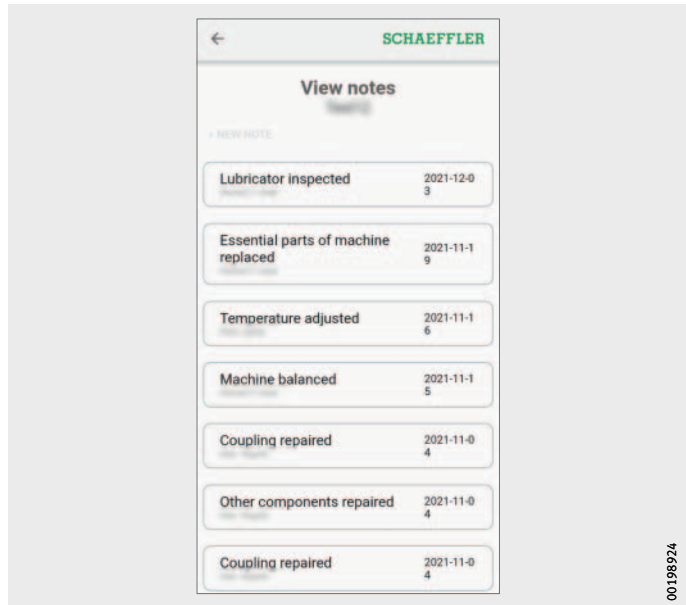 SCHAEFFLER
View notes
+ NEW NOTE
Lubricator inspected
2021-12-0
3
Essential parts of machine
replaced
2021-11-1
9
Temperature adjusted
2021-11-1
6
Machine balanced
2021-11-1
5
Coupling repaired
2021-11-0
4
Other components repaired
2021-11-0
4
Coupling repaired
2021-11-0
4
00198924